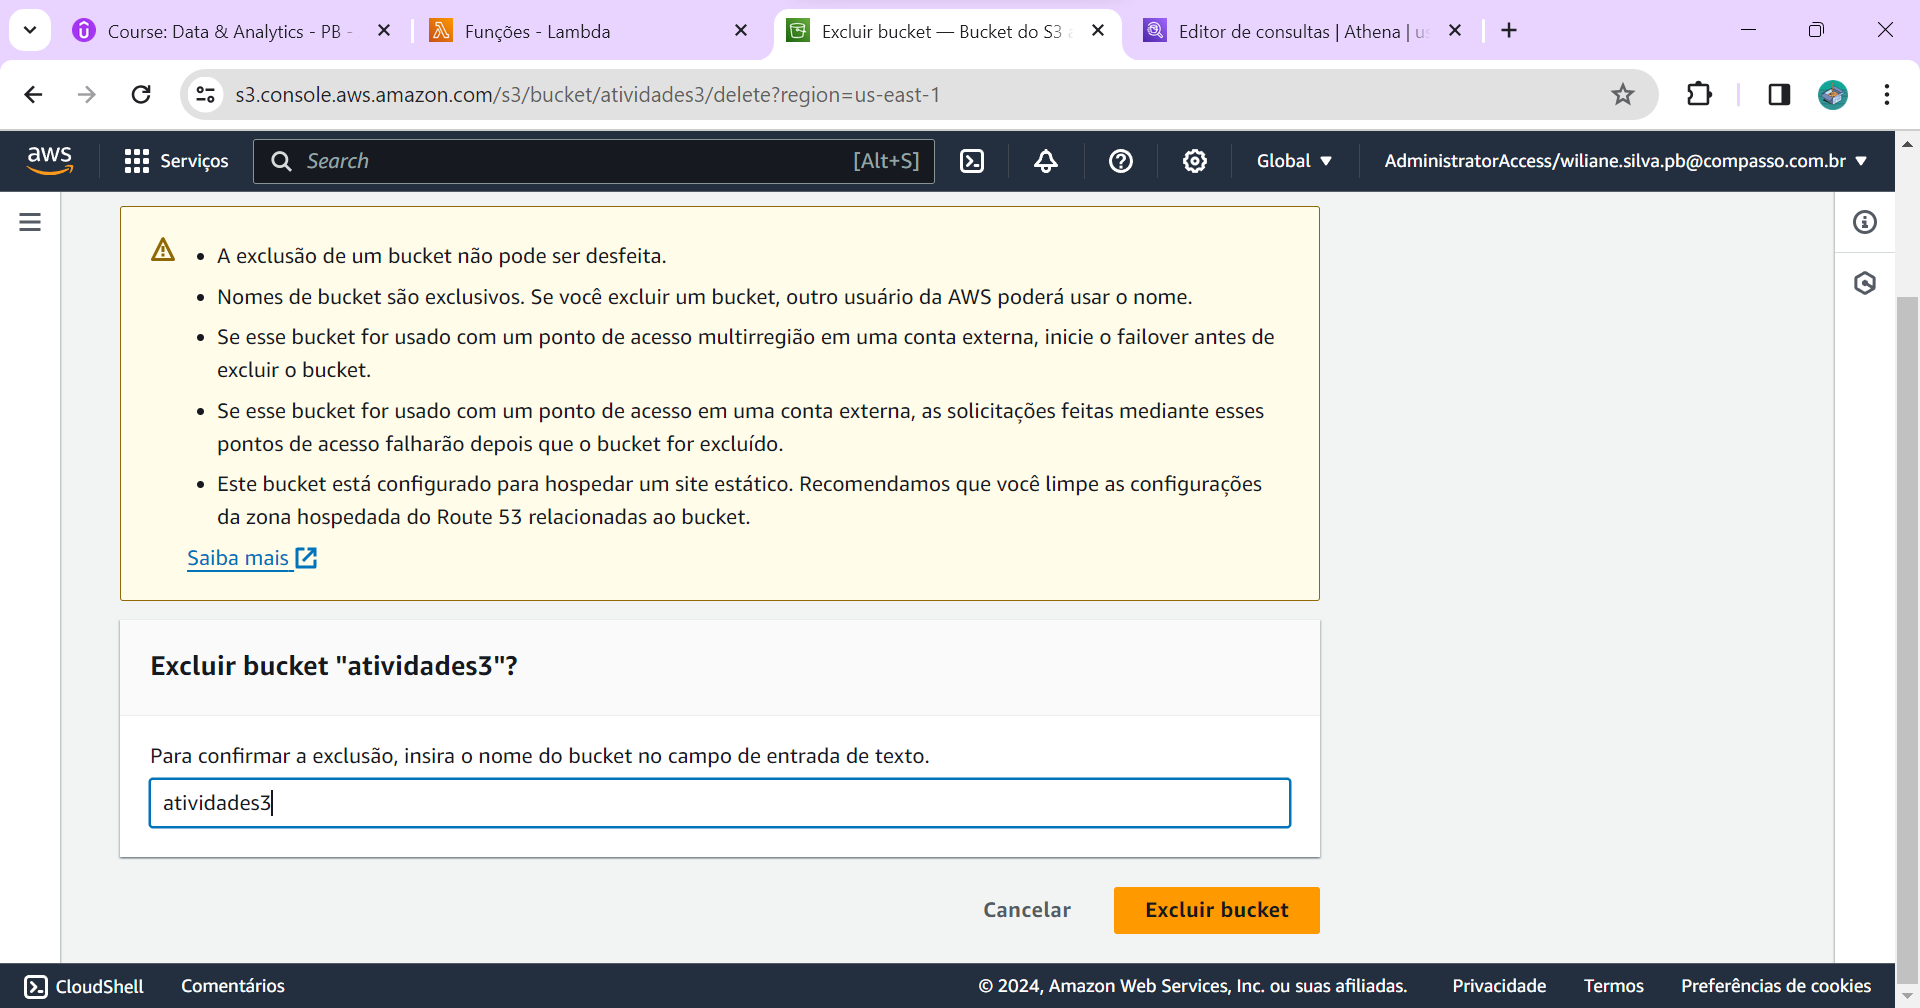 Course: Data & Analytics - PB -
Funções - Lambda
Excluir bucket — Bucket do S3
Editor de consultas | Athena | us
s3.console.aws.amazon.com/s3/bucket/atividades3/delete?region=us-east-1
aws
Serviços
Search
[Alt+S]
Global
AdministratorAccess/wiliane.silva.pb@compasso.com.br
A exclusão de um bucket não pode ser desfeita.
Nomes de bucket são exclusivos. Se você excluir um bucket, outro usuário da AWS poderá usar o nome.
Se esse bucket for usado com um ponto de acesso multirregião em uma conta externa, inicie o failover antes de
excluir o bucket.
Se esse bucket for usado com um ponto de acesso em uma conta externa, as solicitações feitas mediante esses
pontos de acesso falharão depois que o bucket for excluído.
Este bucket está configurado para hospedar um site estático. Recomendamos que você limpe as configurações
da zona hospedada do Route 53 relacionadas ao bucket.
Saiba mais
Excluir bucket "atividades3"?
Para confirmar a exclusão, insira o nome do bucket no campo de entrada de texto.
atividades3
Cancelar
Excluir bucket
CloudShell
Comentários
© 2024, Amazon Web Services, Inc. ou suas afiliadas.
Privacidade
Termos
Preferências de cookies